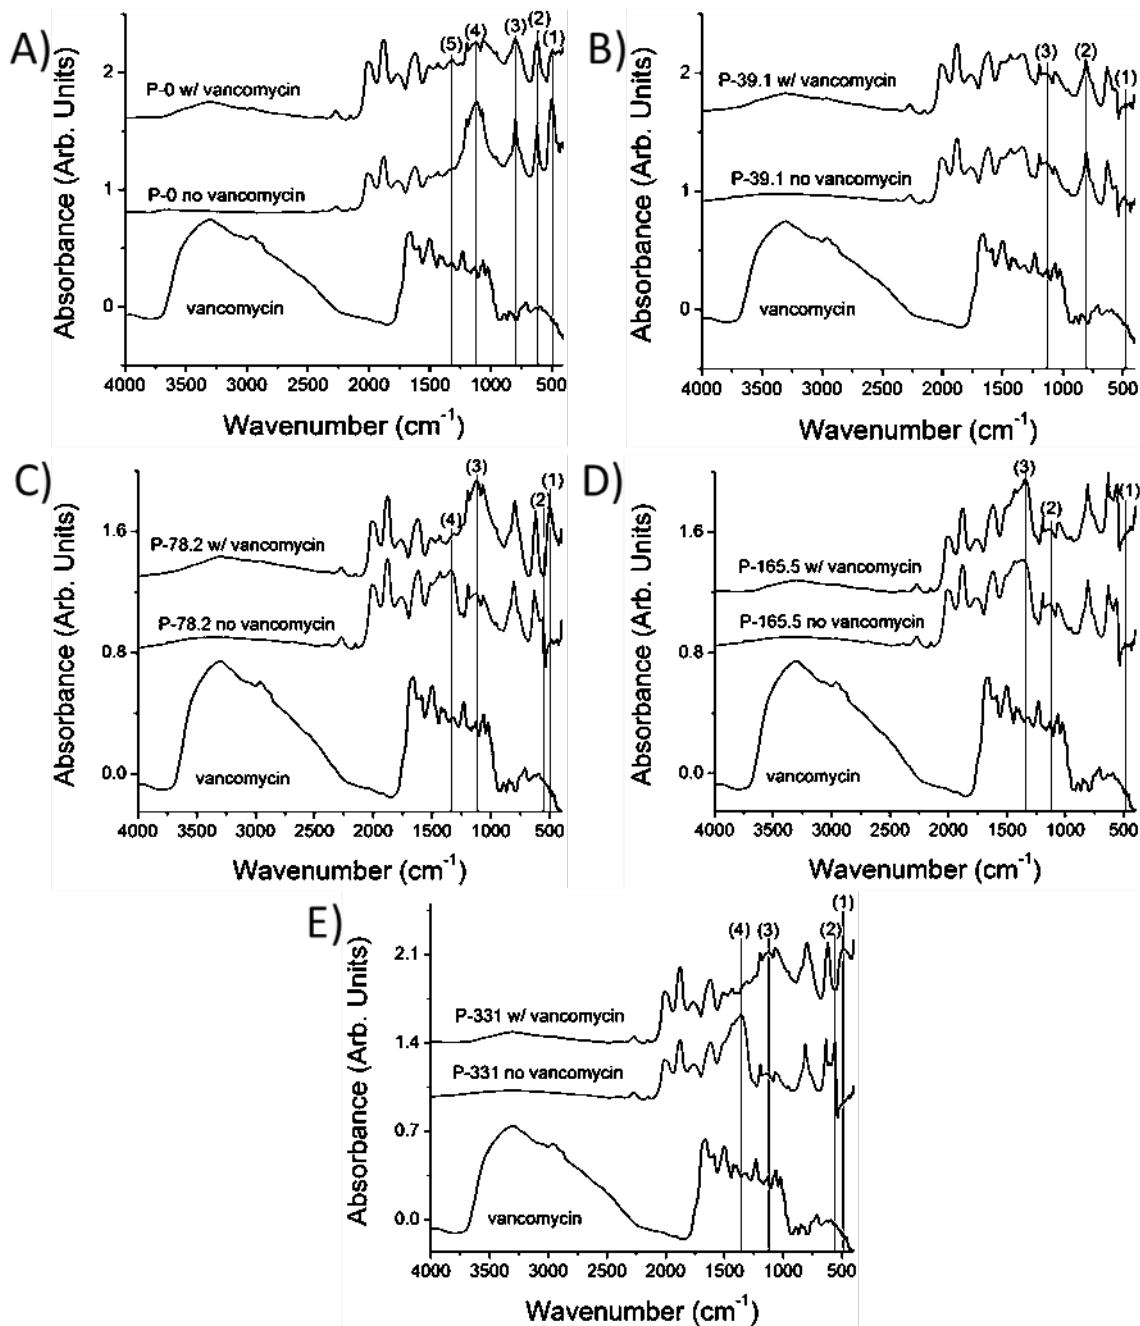 A)
(5) (4) (3) (2) (1)
2
1
0
Absorbance (Arb. Units)
P-0 w/ vancomycin
P-0 no vancomycin
vancomycin
4000 3500 3000 2500 2000 1500 1000 500
Wavenumber (cm⁻¹)
B)
(3) (2) (1)
2
1
0
Absorbance (Arb. Units)
P-39.1 w/ vancomycin
P-39.1 no vancomycin
vancomycin
4000 3500 3000 2500 2000 1500 1000 500
Wavenumber (cm⁻¹)
C)
(4) (3) (2) (1)
1.6
0.8
0.0
Absorbance (Arb. Units)
P-78.2 w/ vancomycin
P-78.2 no vancomycin
vancomycin
4000 3500 3000 2500 2000 1500 1000 500
Wavenumber (cm⁻¹)
D)
(3) (2) (1)
1.6
0.8
0.0
Absorbance (Arb. Units)
P-165.5 w/ vancomycin
P-165.5 no vancomycin
vancomycin
4000 3500 3000 2500 2000 1500 1000 500
Wavenumber (cm⁻¹)
E)
(4) (3) (2) (1)
2.1
1.4
0.7
0.0
Absorbance (Arb. Units)
P-331 w/ vancomycin
P-331 no vancomycin
vancomycin
4000 3500 3000 2500 2000 1500 1000 500
Wavenumber (cm⁻¹)